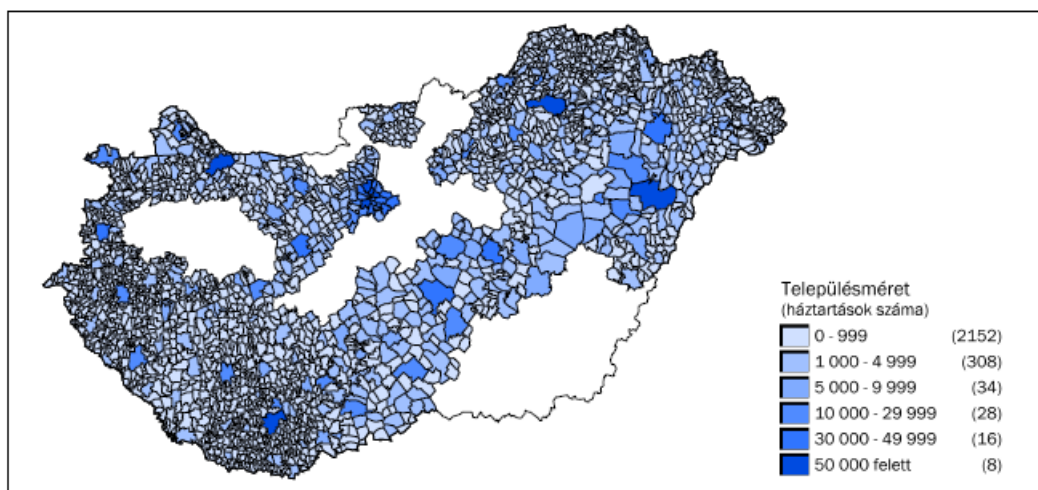 Településméret
(háztartások száma)
0 - 999 (2152)
1 000 - 4 999 (308)
5 000 - 9 999 (34)
10 000 - 29 999 (28)
30 000 - 49 999 (16)
50 000 felett (8)